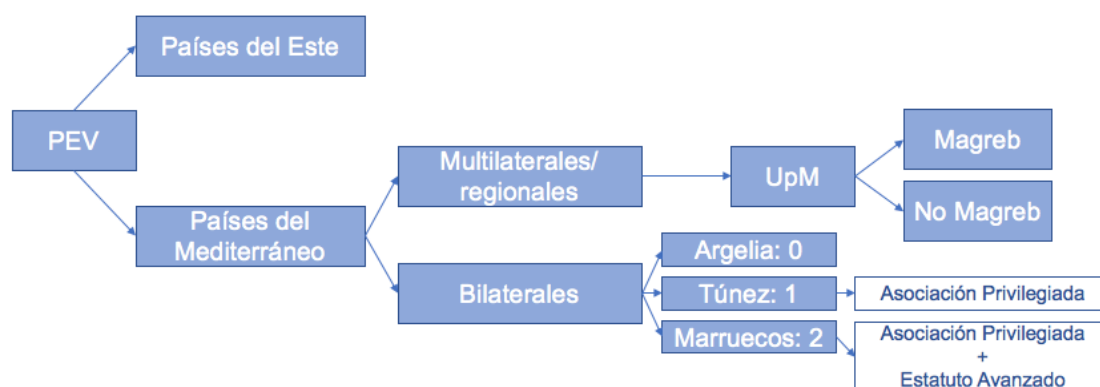 Países del Este
PEV
Países del
Mediterráneo
Multilaterales/
regionales
UpM
Magreb
No Magreb
Bilaterales
Argelia: 0
Túnez: 1
Asociación Privilegiada
Marruecos: 2
Asociación Privilegiada
+
Estatuto Avanzado